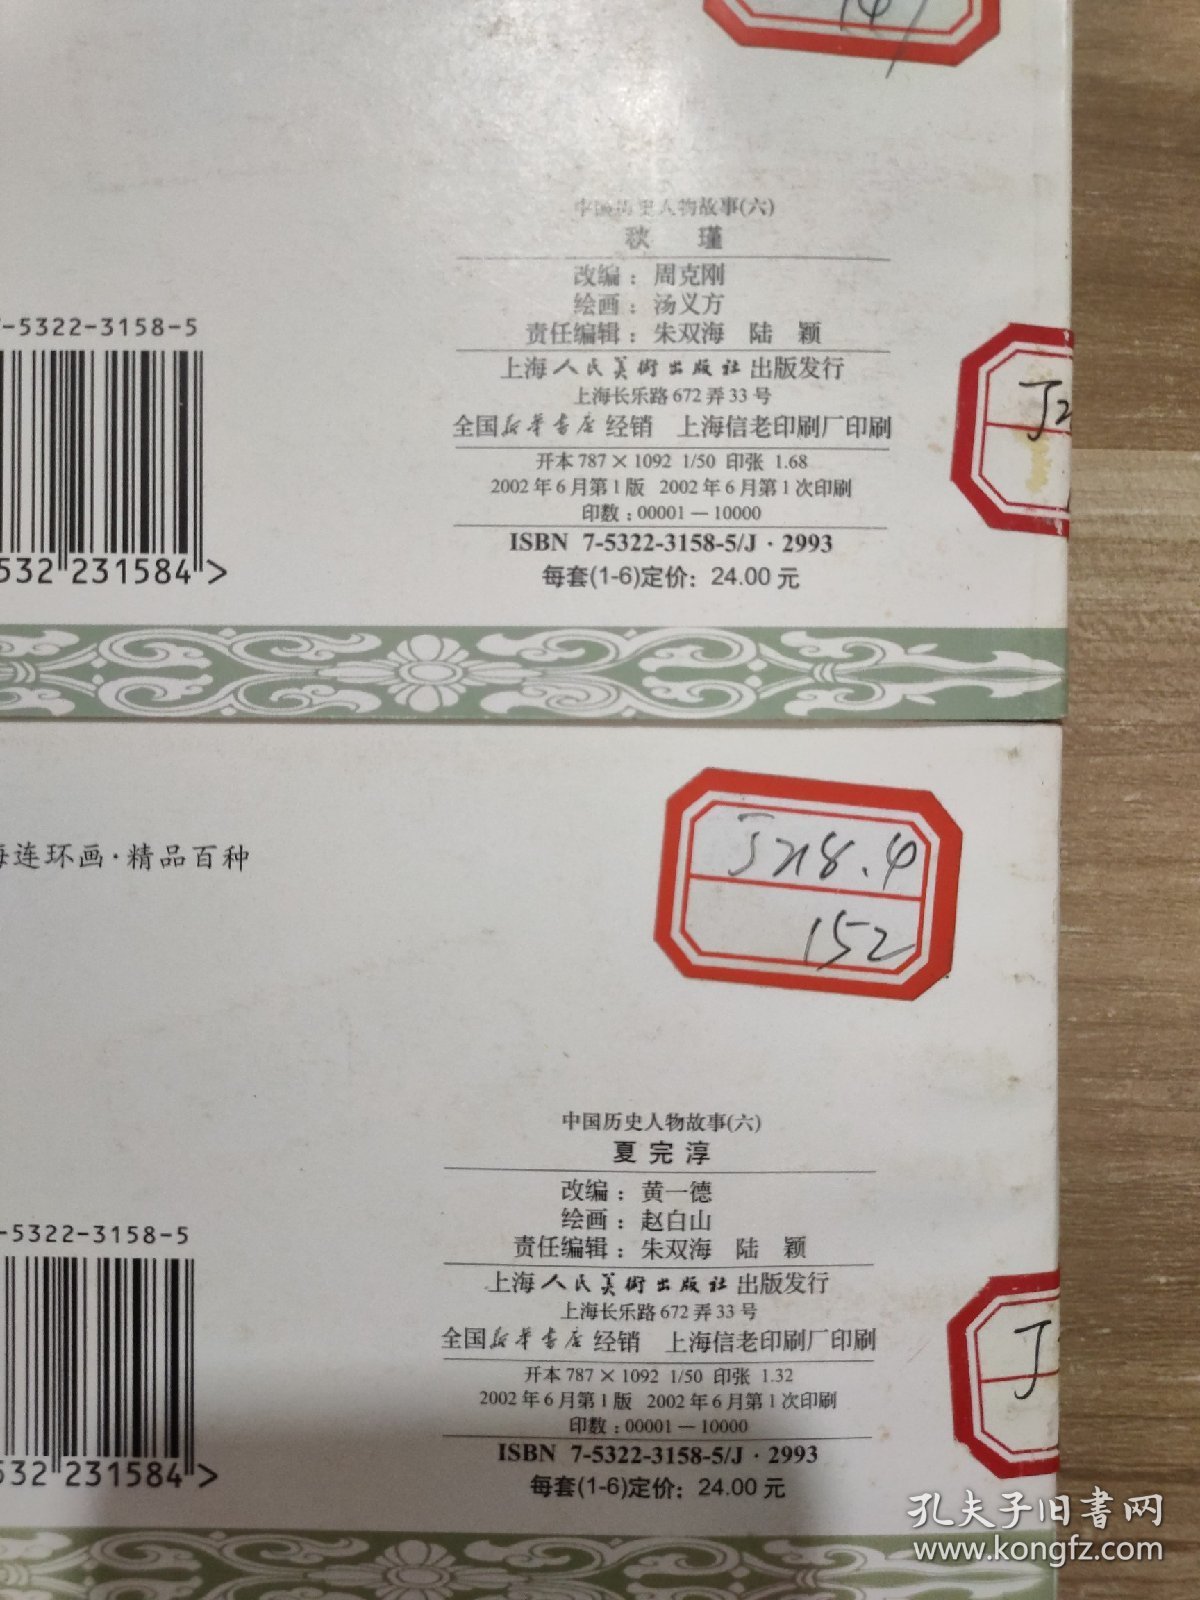 147
中国历史人物故事(六)
秋 瑾
改编：周克刚
绘画：汤义方
责任编辑：朱双海 陆 颖
上海人民美術出版社出版发行
上海长乐路672弄33号
全国新华书店经销 上海信老印刷厂印刷
开本787×1092 1/50 印张 1.68
2002年6月第1版 2002年6月第1次印刷
印数：00001—10000
ISBN 7-5322-3158-5/J·2993
每套(1-6)定价：24.00元
-5322-3158-5
532 231584 >
J2
海连环画·精品百种
J218.4
152
中国历史人物故事(六)
夏完淳
改编：黄一德
绘画：赵白山
责任编辑：朱双海 陆 颖
上海人民美術出版社出版发行
上海长乐路672弄33号
全国新华书店经销 上海信老印刷厂印刷
开本787×1092 1/50 印张 1.32
2002年6月第1版 2002年6月第1次印刷
印数：00001—10000
ISBN 7-5322-3158-5/J·2993
每套(1-6)定价：24.00元
-5322-3158-5
532 231584 >
J
孔夫子旧书网
www.kongfz.com